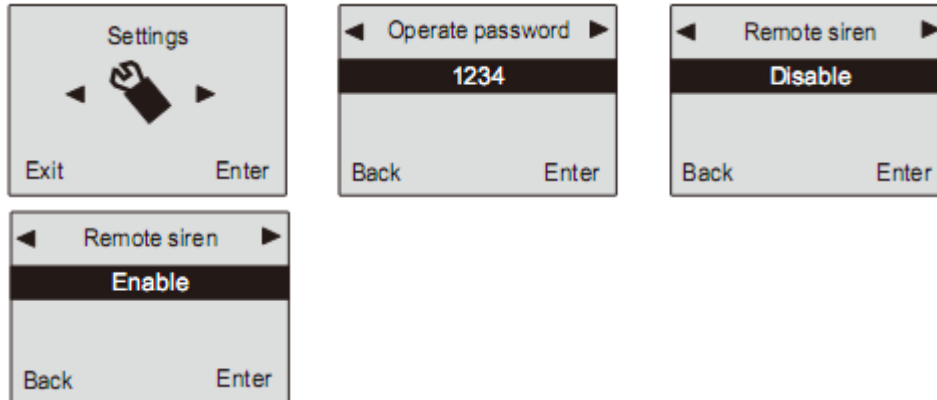 Settings
Exit Enter
Operate password
1234
Back Enter
Remote siren
Disable
Back Enter
Remote siren
Enable
Back Enter